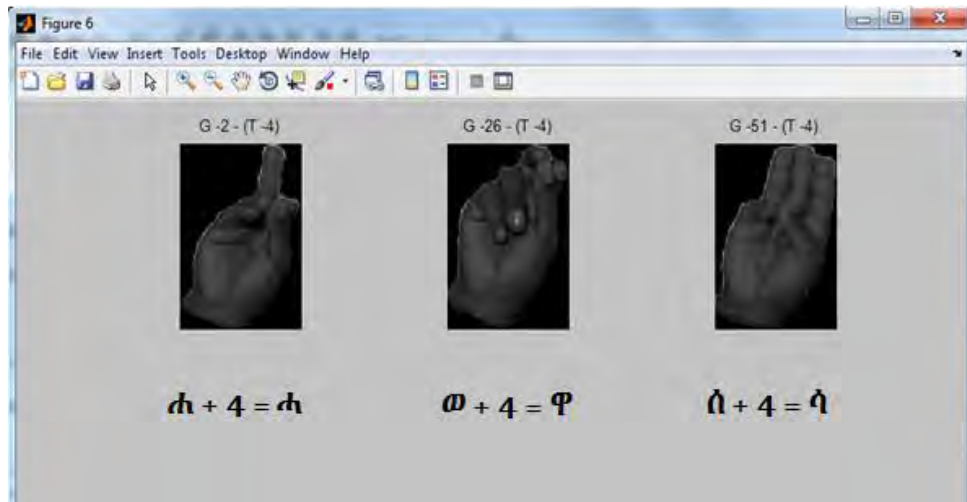 Figure 6
File Edit View Insert Tools Desktop Window Help
G -2 - (T -4) G -26 - (T -4) G -51 - (T -4)
ሐ + 4 = ሓ ወ + 4 = ዋ ሰ + 4 = ሳ